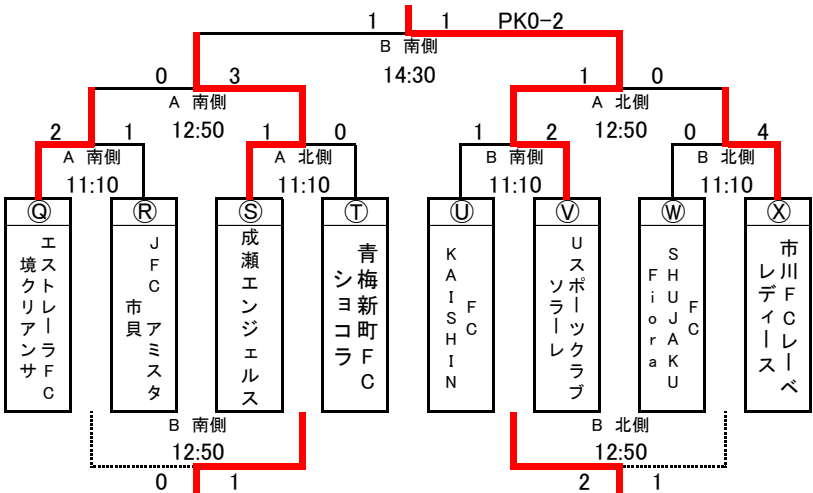 1 1 PK0-2
B 南側
14:30
0 3
A 南側
12:50
1 0
A 北側
12:50
2 1
A 南側
11:10
1 0
A 北側
11:10
1 2
B 南側
11:10
0 4
B 北側
11:10
Ⓠ
エストレーラFC
境クリアンサ
Ⓡ
JFC アミスタ
市貝
Ⓢ
成瀬エンジェルス
Ⓣ
青梅新町FC
ショコラ
Ⓤ
FC
KAISHIN
Ⓥ
Uスポーツクラブ
ソラーレ
Ⓦ
FC
SHUJAKU
Fiora
Ⓧ
市川FCレーベ
レディース
B 南側
12:50
0 1
B 北側
12:50
2 1